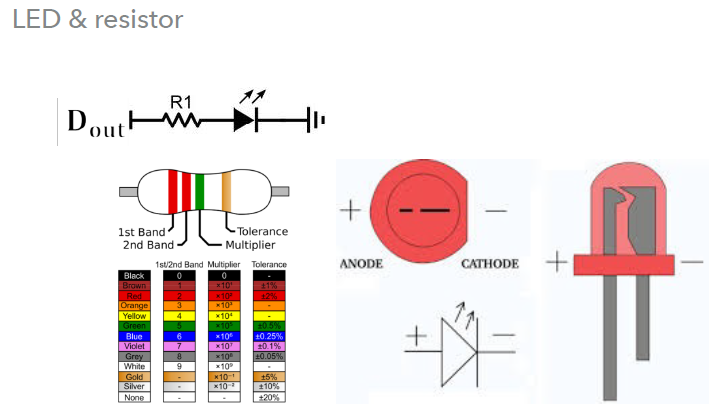 LED & resistor
R1
Dout
1st Band
2nd Band
Tolerance
Multiplier
+ −
ANODE CATHODE
+ −
+ −
1st/2nd Band Multiplier Tolerance
Black 0 0 -
Brown 1 ×10¹ ±1%
Red 2 ×10² ±2%
Orange 3 ×10³ -
Yellow 4 ×10⁴ -
Green 5 ×10⁵ ±0.5%
Blue 6 ×10⁶ ±0.25%
Violet 7 ×10⁷ ±0.1%
Grey 8 ×10⁸ ±0.05%
White 9 ×10⁹ -
Gold - ×10⁻¹ ±5%
Silver - ×10⁻² ±10%
None - - ±20%